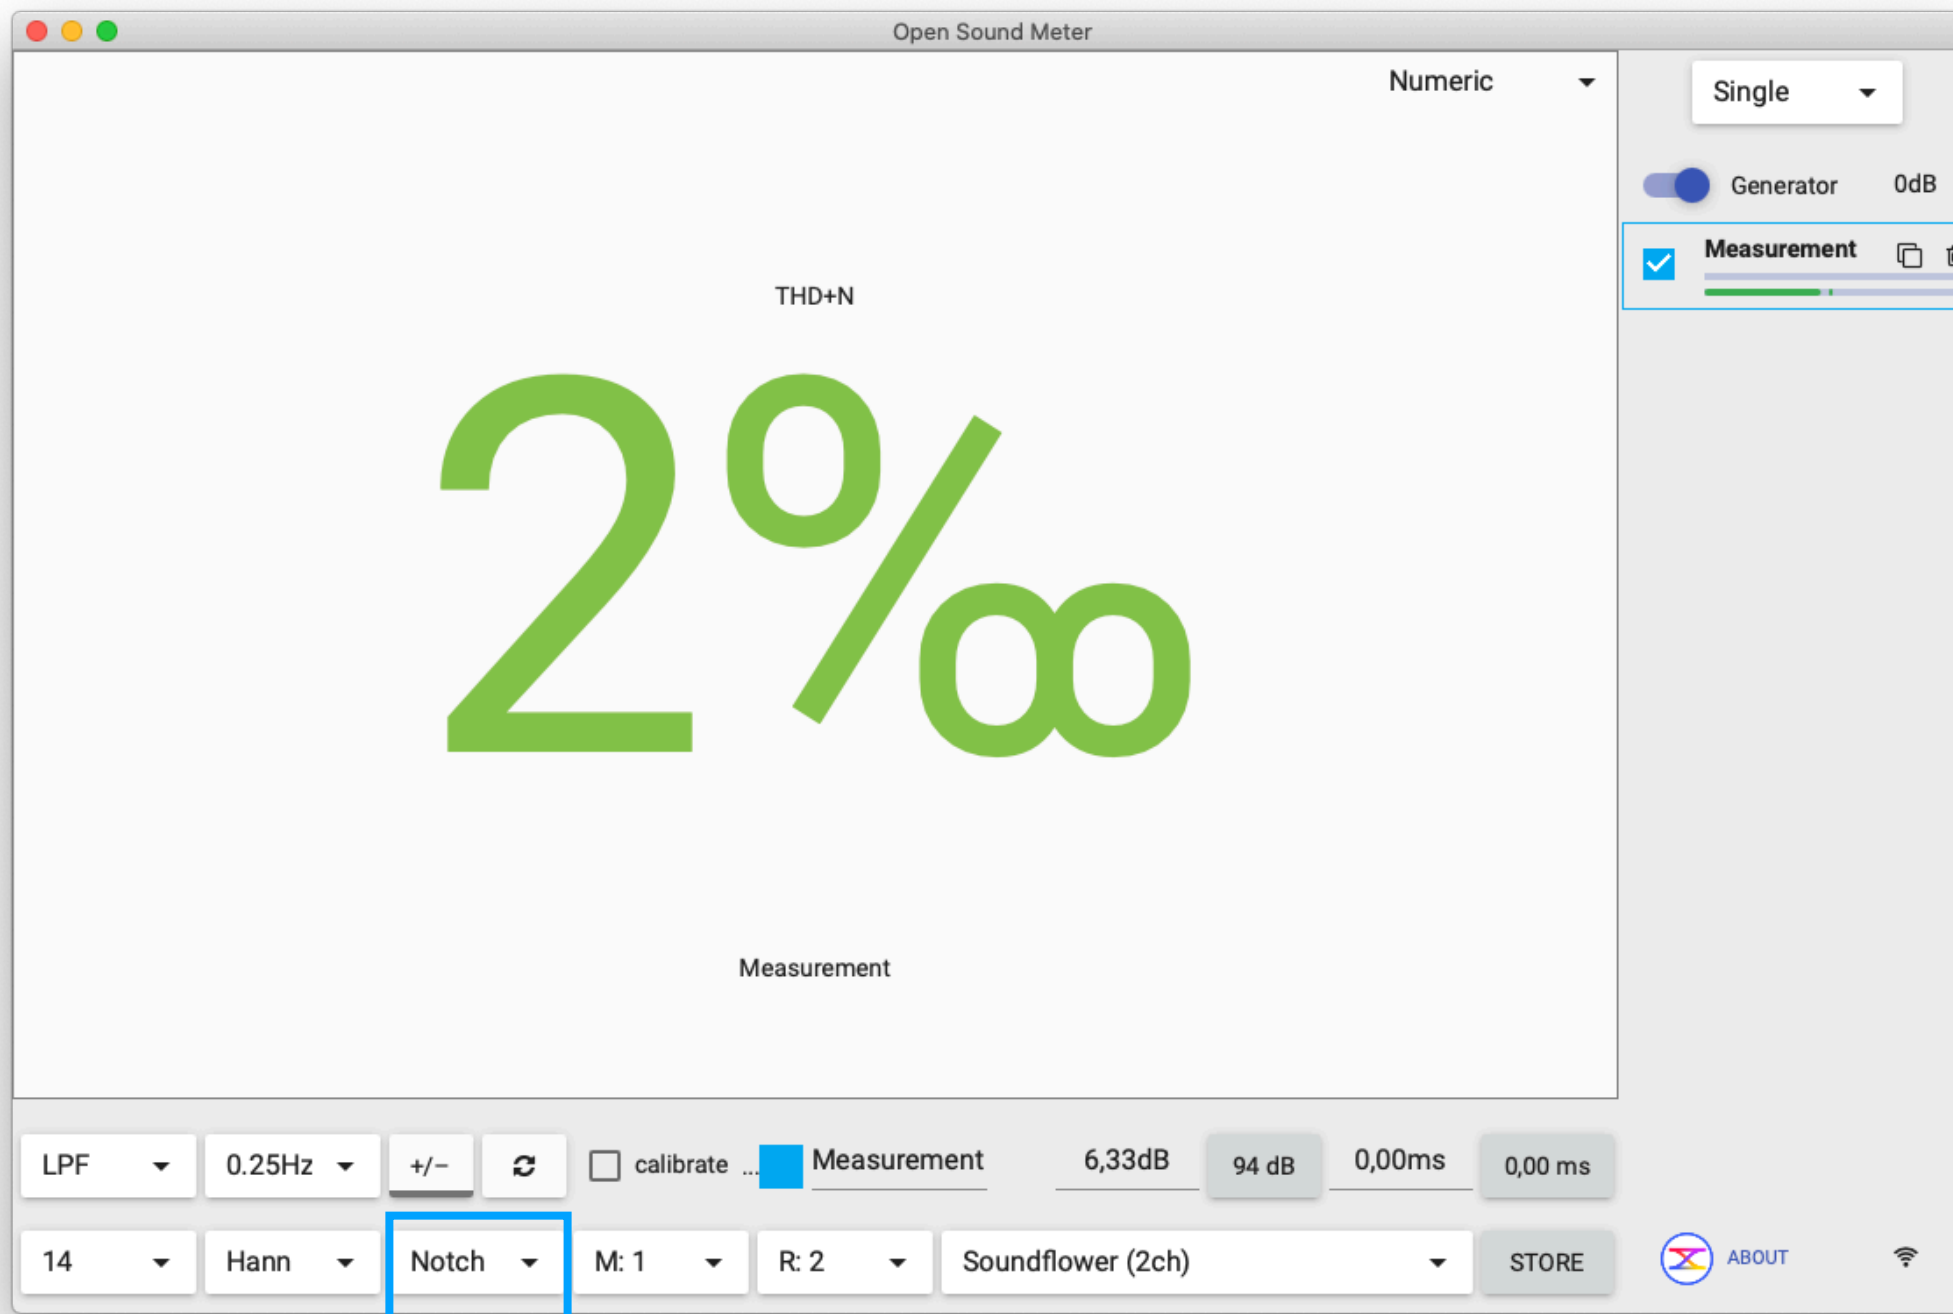 Open Sound Meter
Numeric
Single
Generator 0dB
Measurement
THD+N
2‰
Measurement
LPF 0.25Hz +/− calibrate ... Measurement 6,33dB 94 dB 0,00ms 0,00 ms
14 Hann Notch M: 1 R: 2 Soundflower (2ch) STORE ABOUT